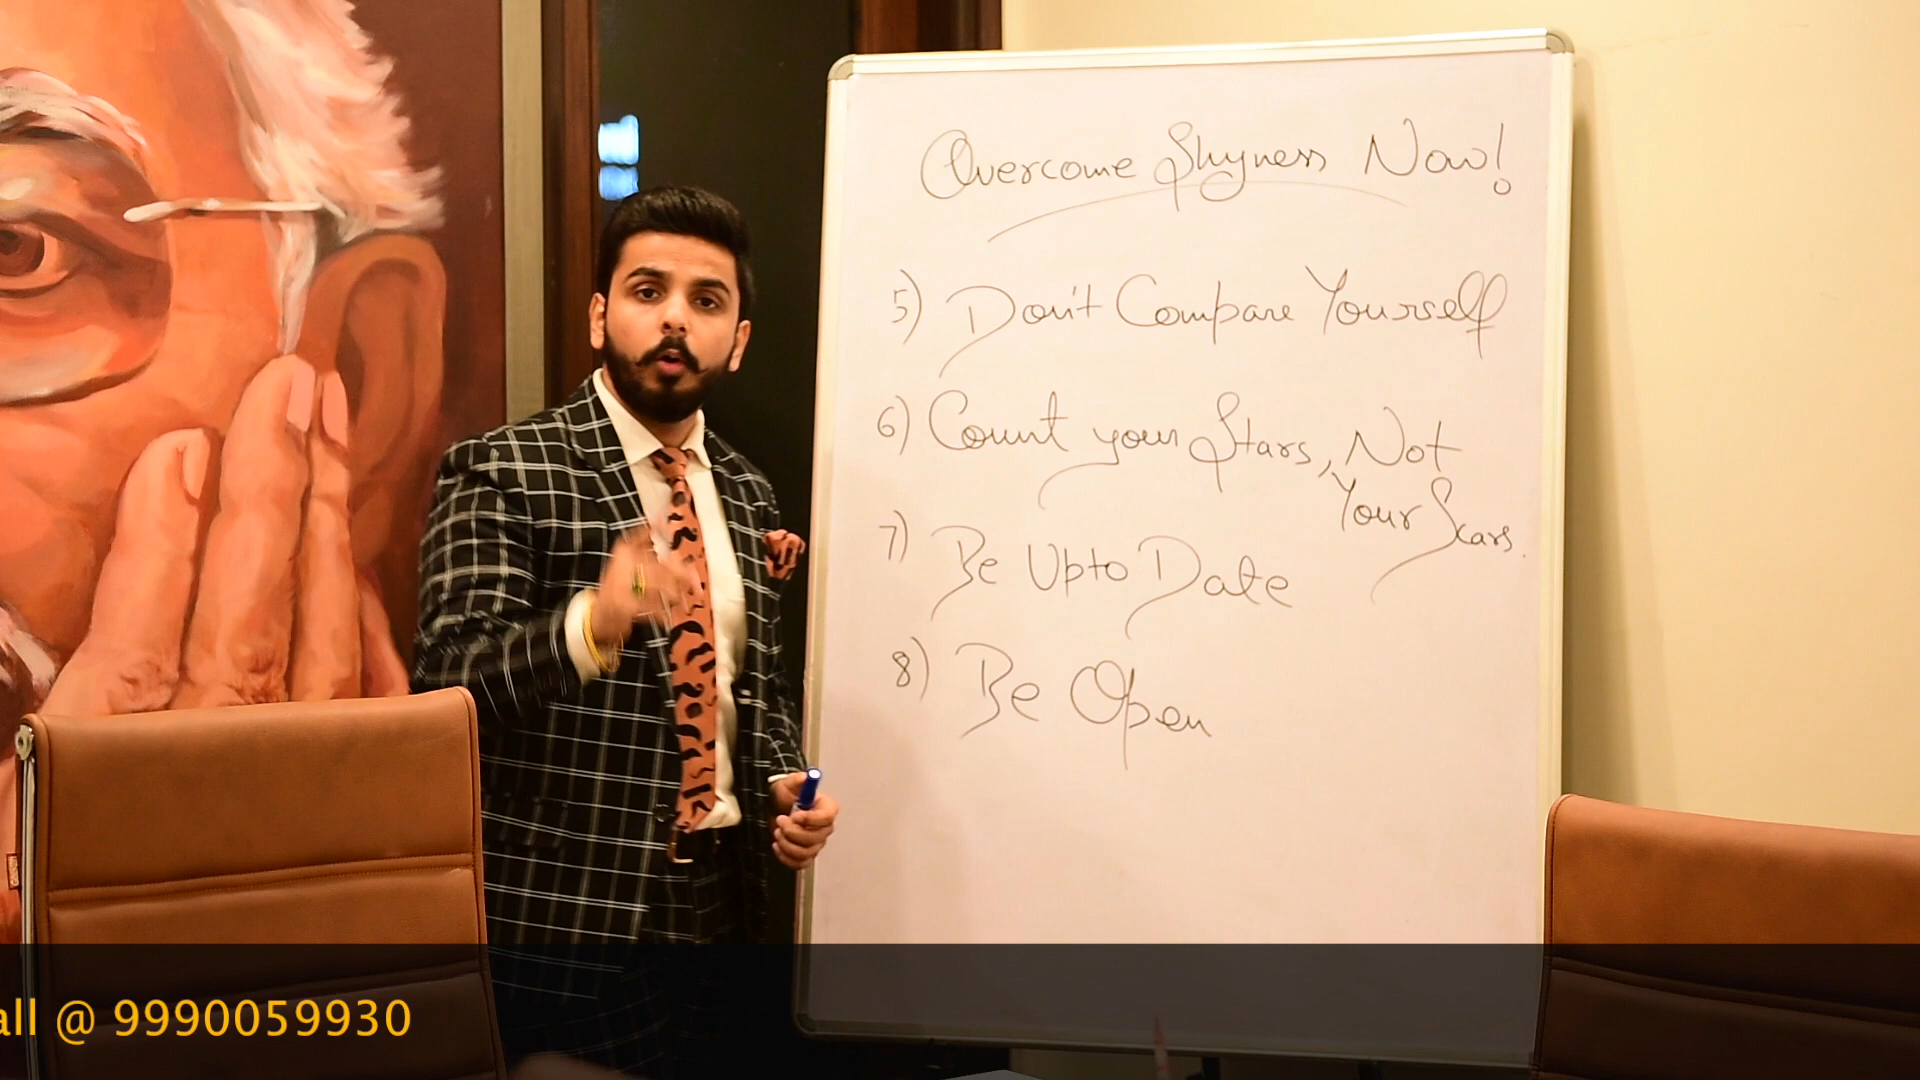 Overcome Shyness Now!
5) Don't Compare Yourself
6) Count your Stars, Not
Your Scars.
7) Be Upto Date
8) Be Open
all @ 9990059930